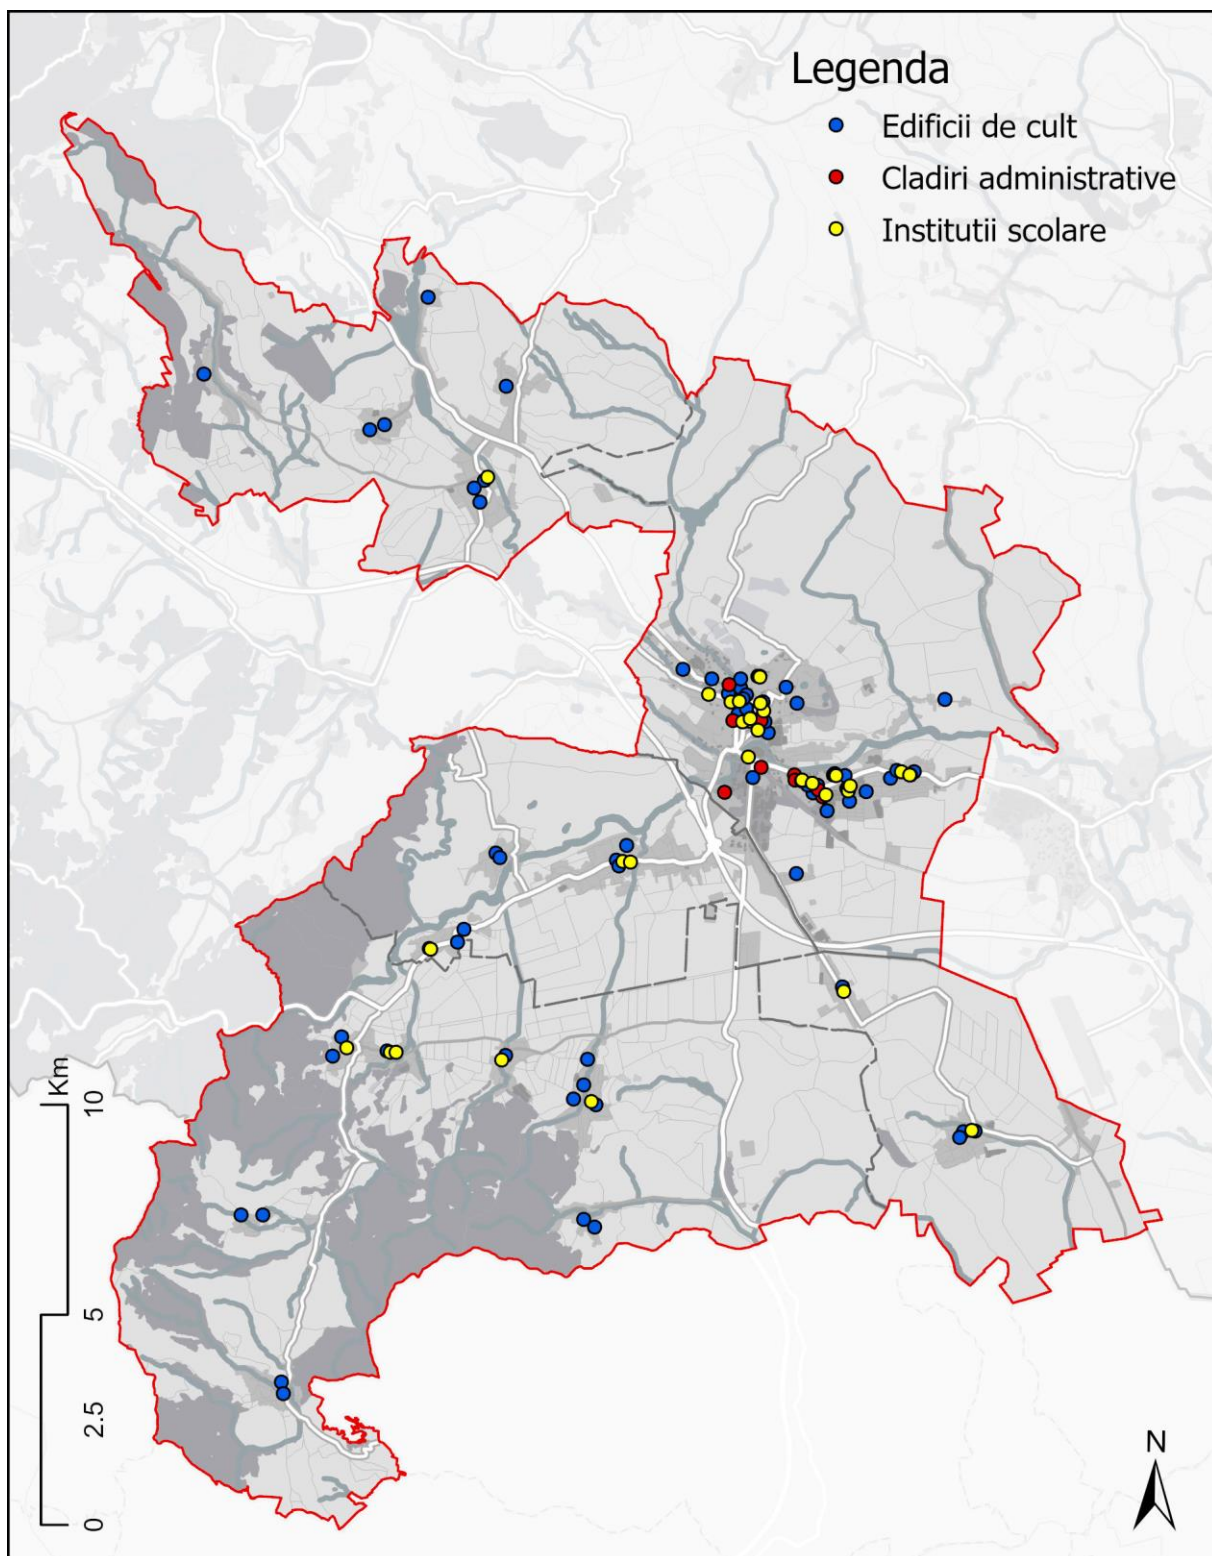 Legenda
Edificii de cult
Cladiri administrative
Institutii scolare
Km
10
5
2.5
0
N